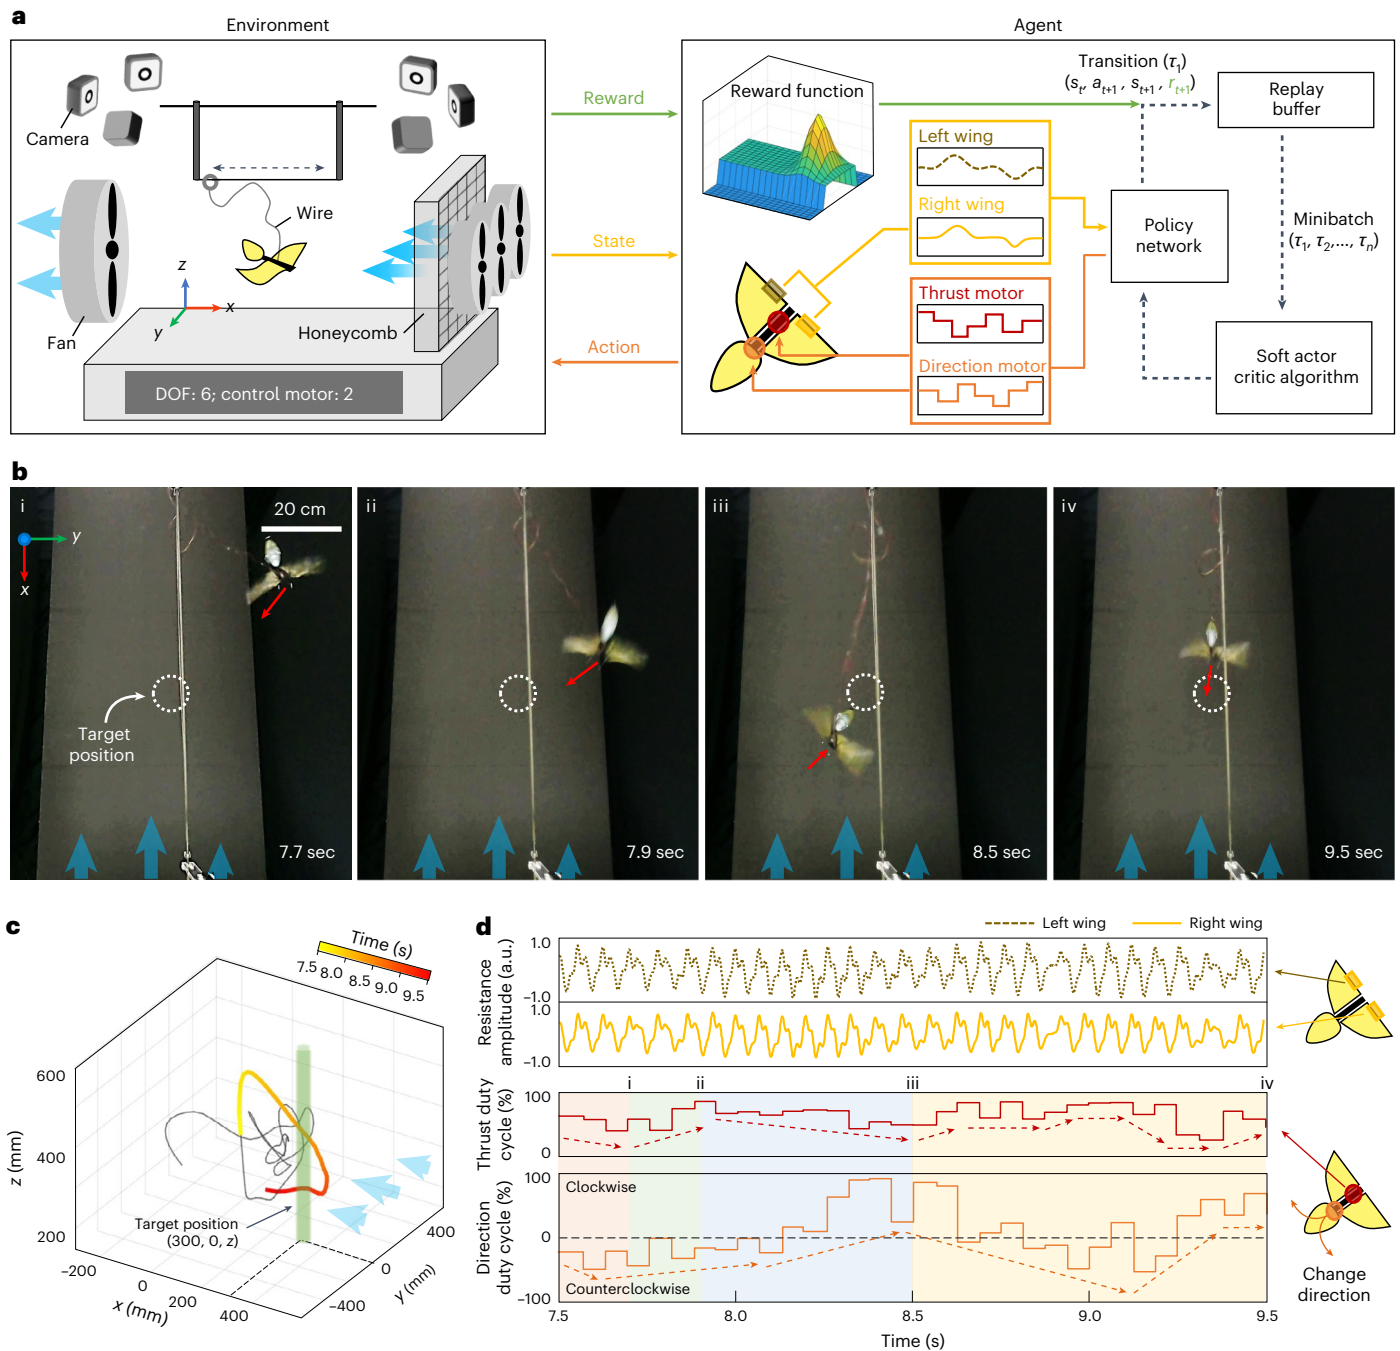 a
Environment
Agent
Camera
Wire
Fan
Honeycomb
z
x
y
DOF: 6; control motor: 2
Reward
State
Action
Reward function
Transition (τ1)
(st, at+1, st+1, rt+1)
Replay
buffer
Left wing
Right wing
Policy
network
Minibatch
(τ1, τ2,..., τn)
Thrust motor
Direction motor
Soft actor
critic algorithm
b
i
20 cm
y
x
Target
position
7.7 sec
ii
7.9 sec
iii
8.5 sec
iv
9.5 sec
c
Time (s)
7.5 8.0 8.5 9.0 9.5
600
400
200
z (mm)
Target position
(300, 0, z)
–200
0
200
400
x (mm)
–400
0
400
y (mm)
d
Left wing
Right wing
Resistance
amplitude (a.u.)
1.0
–1.0
1.0
–1.0
i
ii
iii
iv
Thrust duty
cycle (%)
100
0
Direction
duty cycle (%)
100
0
–100
Clockwise
Counterclockwise
7.5 8.0 8.5 9.0 9.5
Time (s)
Change
direction